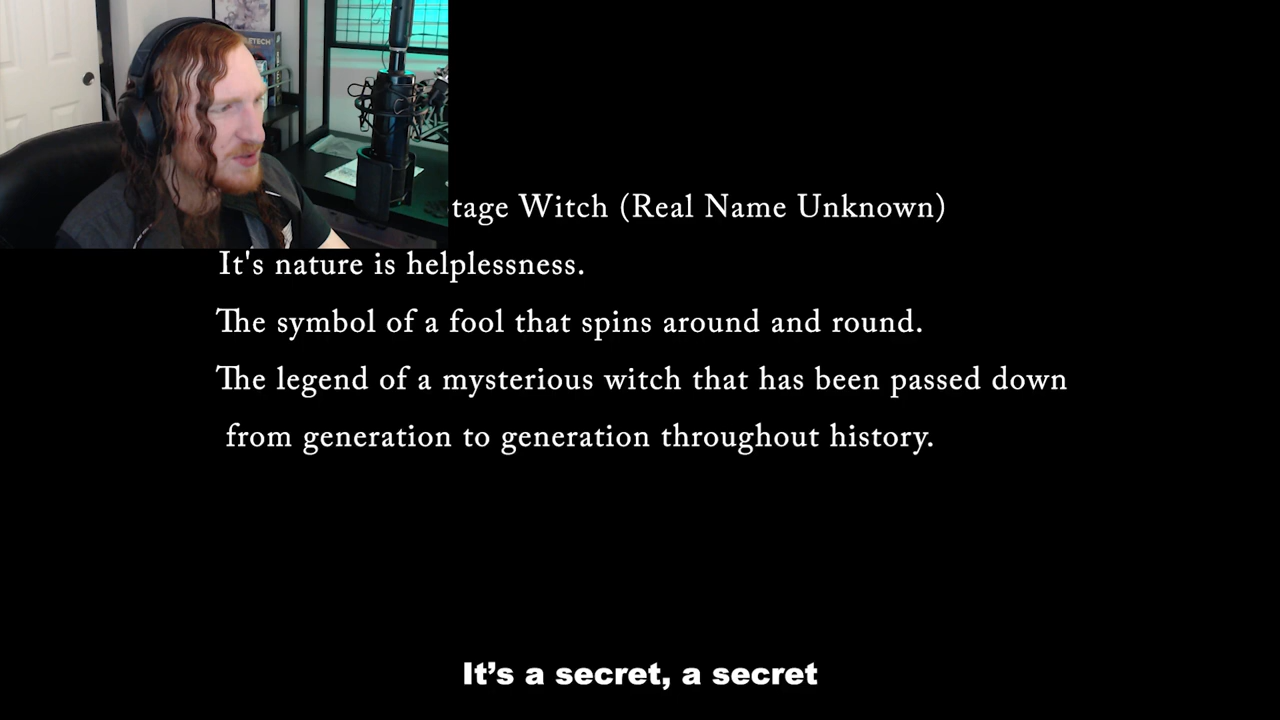 tage Witch (Real Name Unknown)
It's nature is helplessness.
The symbol of a fool that spins around and round.
The legend of a mysterious witch that has been passed down
from generation to generation throughout history.
It’s a secret, a secret